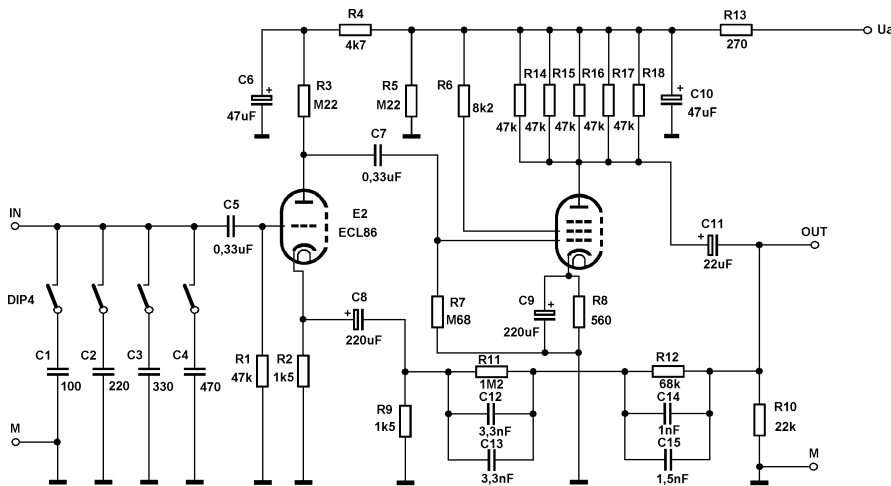 R4
4k7
R13
270
Ua
C6
+
47uF
R3
M22
R5
M22
R6
8k2
R14 R15 R16 R17 R18
47k 47k 47k 47k 47k
+
C10
47uF
C7
0,33uF
IN
C5
0,33uF
E2
ECL86
C11
+
22uF
OUT
DIP4
C8
+
220uF
R7
M68
C9
+
220uF
R8
560
C1
100
C2
220
C3
330
C4
470
R1
47k
R2
1k5
R9
1k5
R11
1M2
C12
3,3nF
C13
3,3nF
R12
68k
C14
1nF
C15
1,5nF
R10
22k
M
M